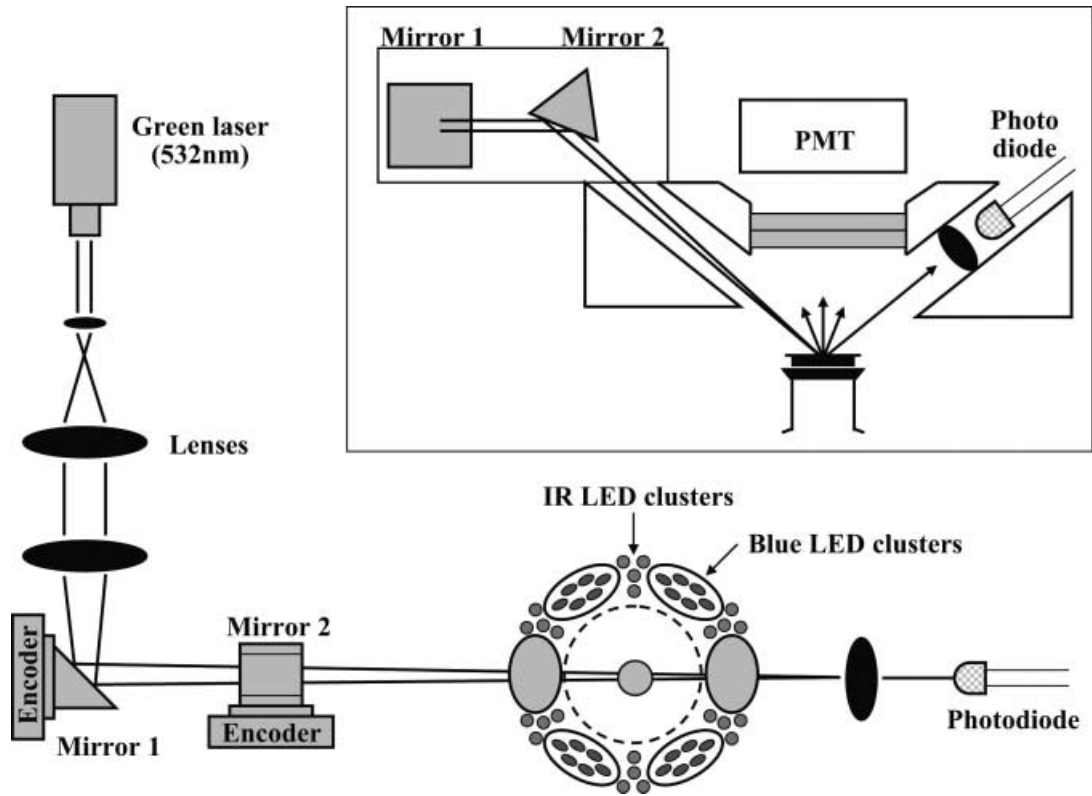 Mirror 1
Mirror 2
Green laser
(532nm)
PMT
Photo
diode
Lenses
IR LED clusters
Blue LED clusters
Mirror 2
Encoder
Encoder
Mirror 1
Photodiode